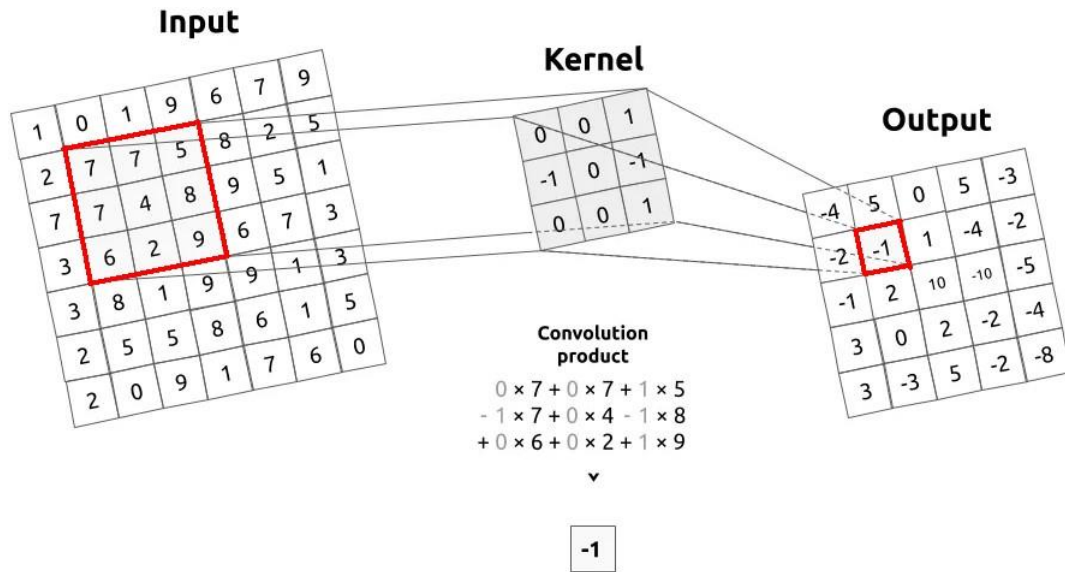 Input
1 0 1 9 6 7 9
2 7 7 5 8 2 5
7 7 4 8 9 5 1
3 6 2 9 6 7 3
3 8 1 9 9 1 3
2 5 5 8 6 1 5
2 0 9 1 7 6 0
Kernel
0 0 1
-1 0 -1
0 0 1
Output
-4 5 0 5 -3
-2 -1 1 -4 -2
-1 2 10 -10 -5
3 0 2 -2 -4
3 -3 5 -2 -8
Convolution
product
0 × 7 + 0 × 7 + 1 × 5
- 1 × 7 + 0 × 4 - 1 × 8
+ 0 × 6 + 0 × 2 + 1 × 9
-1